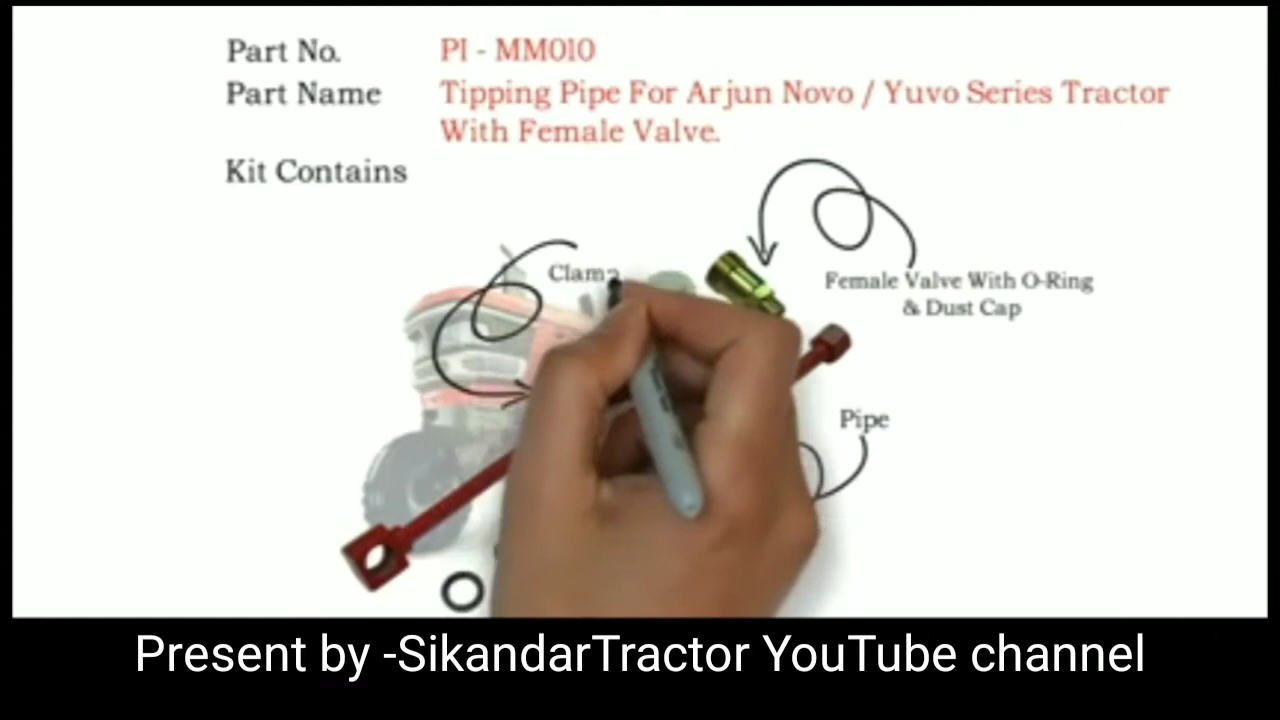 Part No. PI - MM010
Part Name Tipping Pipe For Arjun Novo / Yuvo Series Tractor
With Female Valve.
Kit Contains
Clamp
Female Valve With O-Ring
& Dust Cap
Pipe
Present by -SikandarTractor YouTube channel